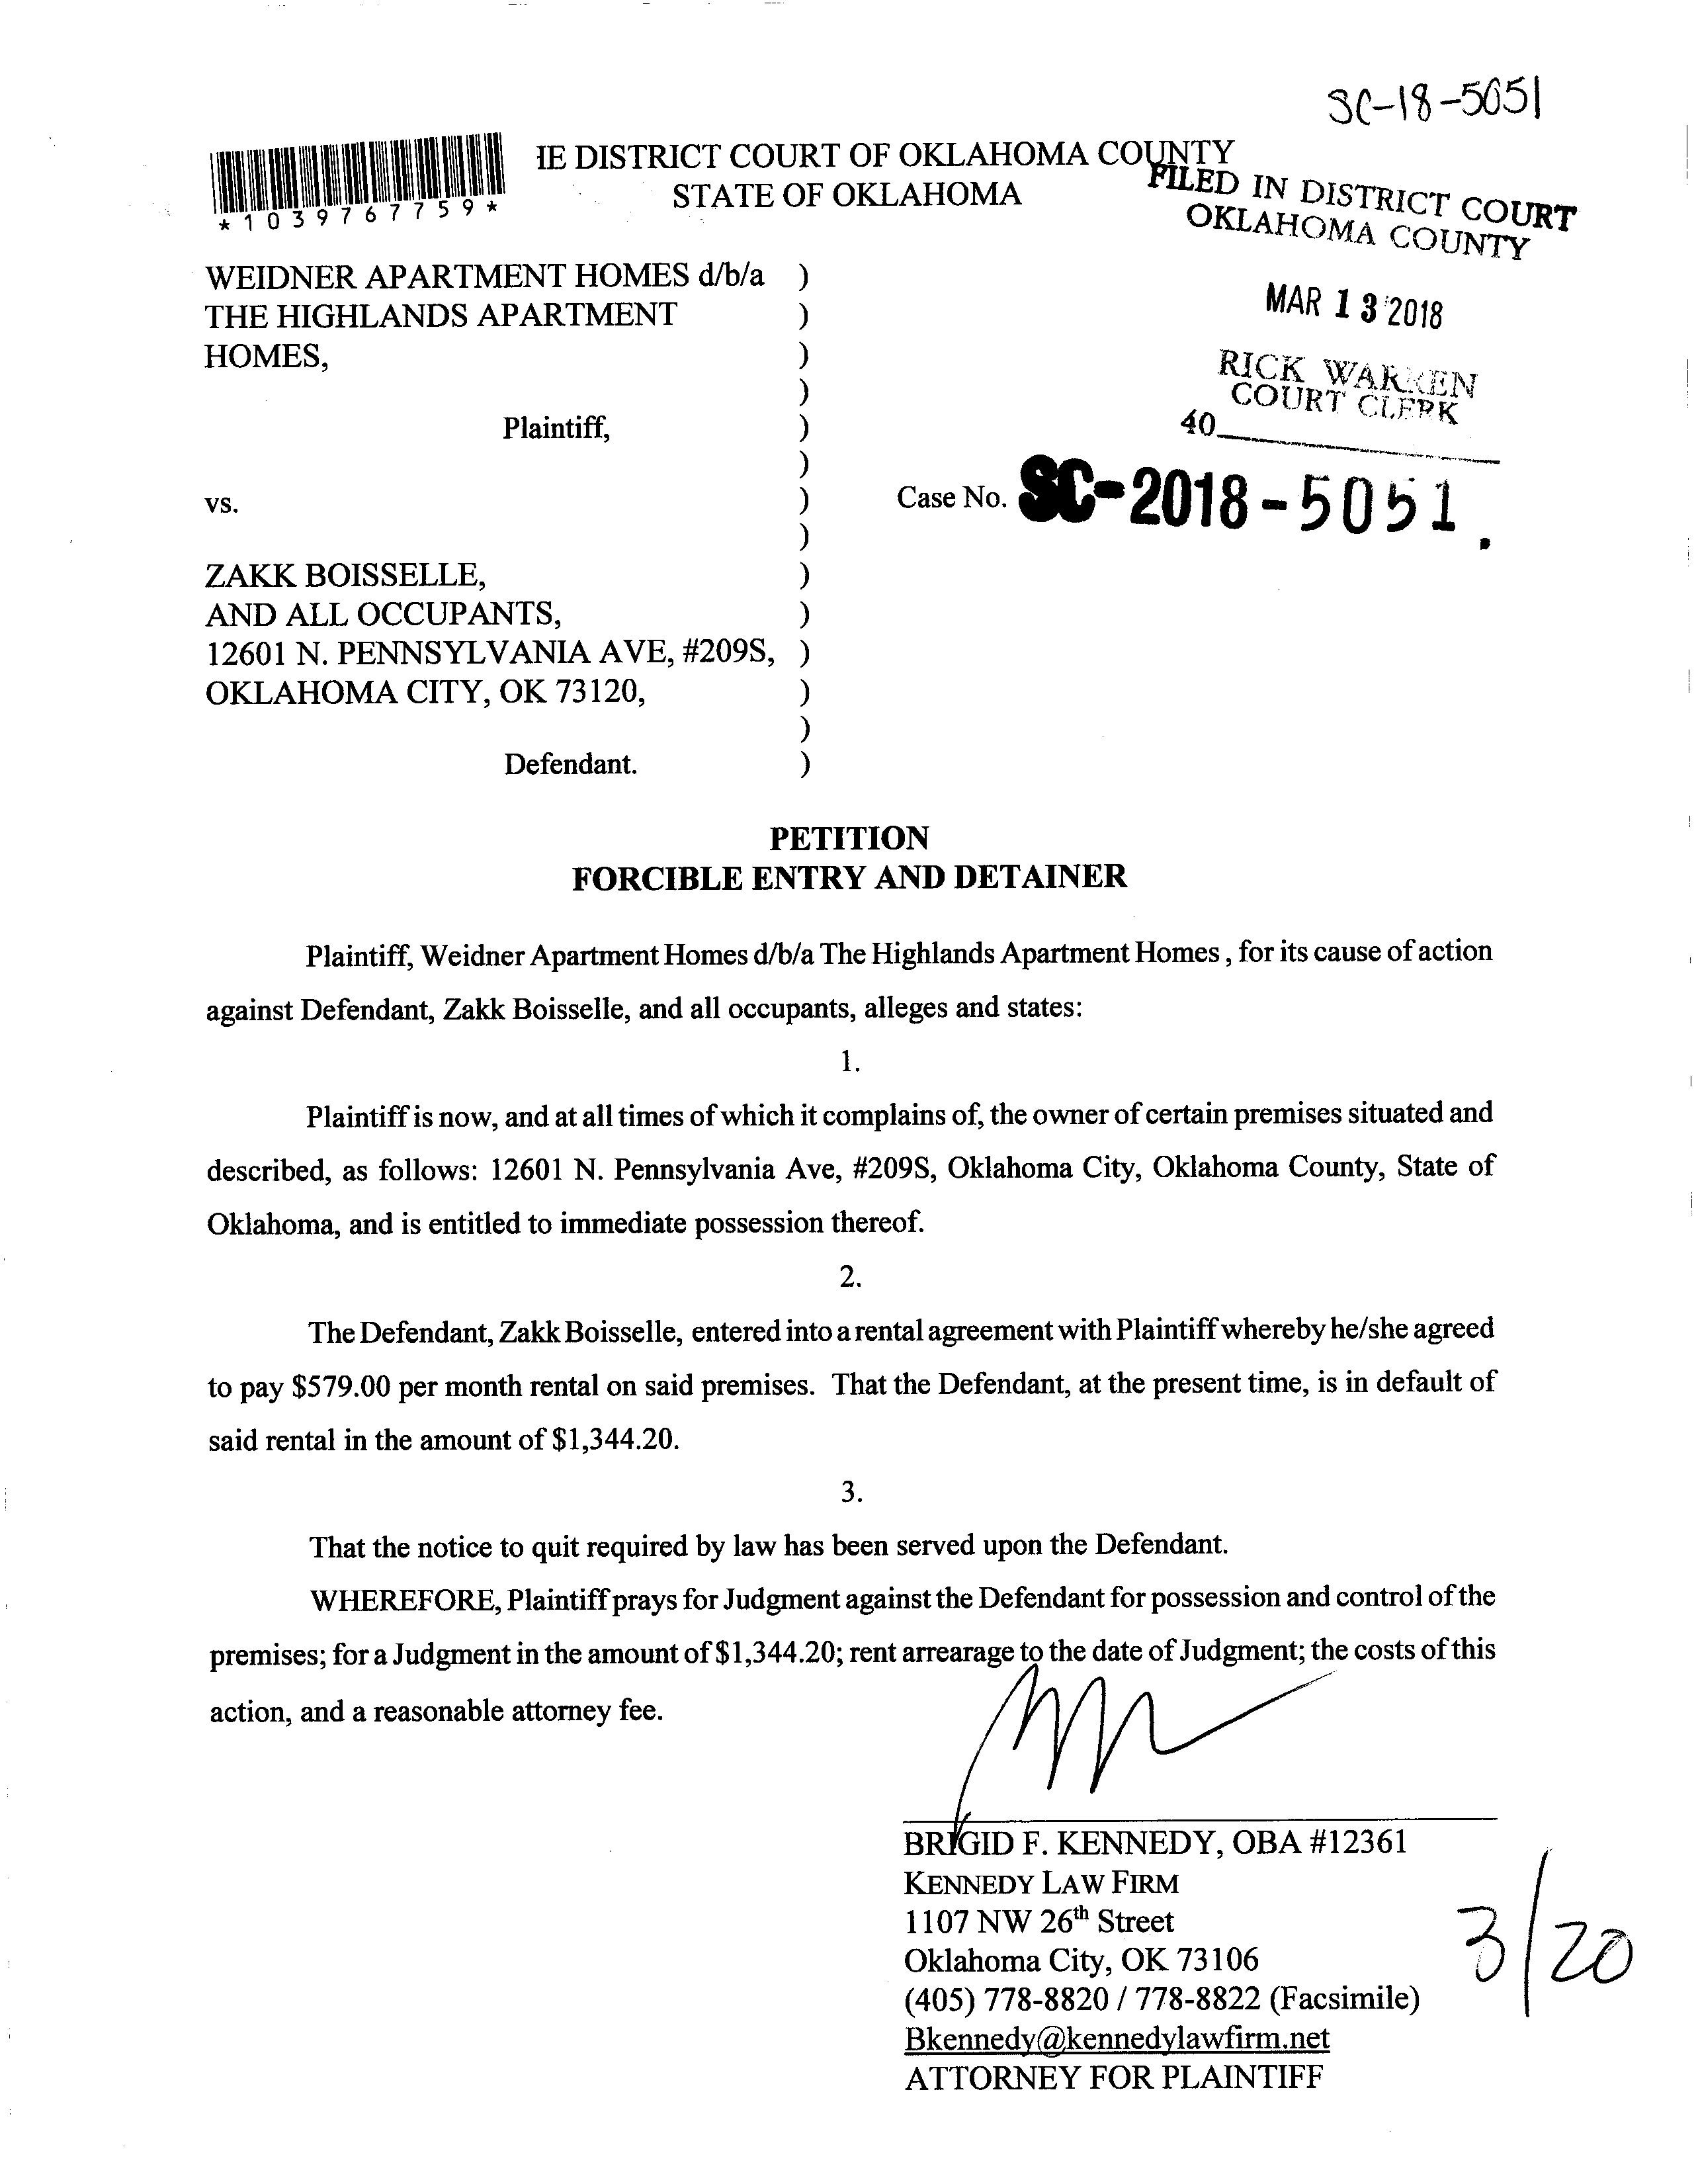 SC-18-5051
IE DISTRICT COURT OF OKLAHOMA COUNTY
STATE OF OKLAHOMA
*1039767759*
FILED IN DISTRICT COURT
OKLAHOMA COUNTY
MAR 13 2018
RICK WARREN
COURT CLERK
40
WEIDNER APARTMENT HOMES d/b/a )
THE HIGHLANDS APARTMENT )
HOMES, )
)
Plaintiff, )
)
vs. )
Case No. SC-2018-5051.
)
ZAKK BOISSELLE, )
AND ALL OCCUPANTS, )
12601 N. PENNSYLVANIA AVE, #209S, )
OKLAHOMA CITY, OK 73120, )
)
Defendant. )
PETITION
FORCIBLE ENTRY AND DETAINER
Plaintiff, Weidner Apartment Homes d/b/a The Highlands Apartment Homes , for its cause of action
against Defendant, Zakk Boisselle, and all occupants, alleges and states:
1.
Plaintiff is now, and at all times of which it complains of, the owner of certain premises situated and
described, as follows: 12601 N. Pennsylvania Ave, #209S, Oklahoma City, Oklahoma County, State of
Oklahoma, and is entitled to immediate possession thereof.
2.
The Defendant, Zakk Boisselle, entered into a rental agreement with Plaintiff whereby he/she agreed
to pay $579.00 per month rental on said premises. That the Defendant, at the present time, is in default of
said rental in the amount of $1,344.20.
3.
That the notice to quit required by law has been served upon the Defendant.
WHEREFORE, Plaintiff prays for Judgment against the Defendant for possession and control of the
premises; for a Judgment in the amount of $1,344.20; rent arrearage to the date of Judgment; the costs of this
action, and a reasonable attorney fee.
BRIGID F. KENNEDY, OBA #12361
KENNEDY LAW FIRM
1107 NW 26th Street
Oklahoma City, OK 73106
(405) 778-8820 / 778-8822 (Facsimile)
Bkennedy@kennedylawfirm.net
ATTORNEY FOR PLAINTIFF
3/20